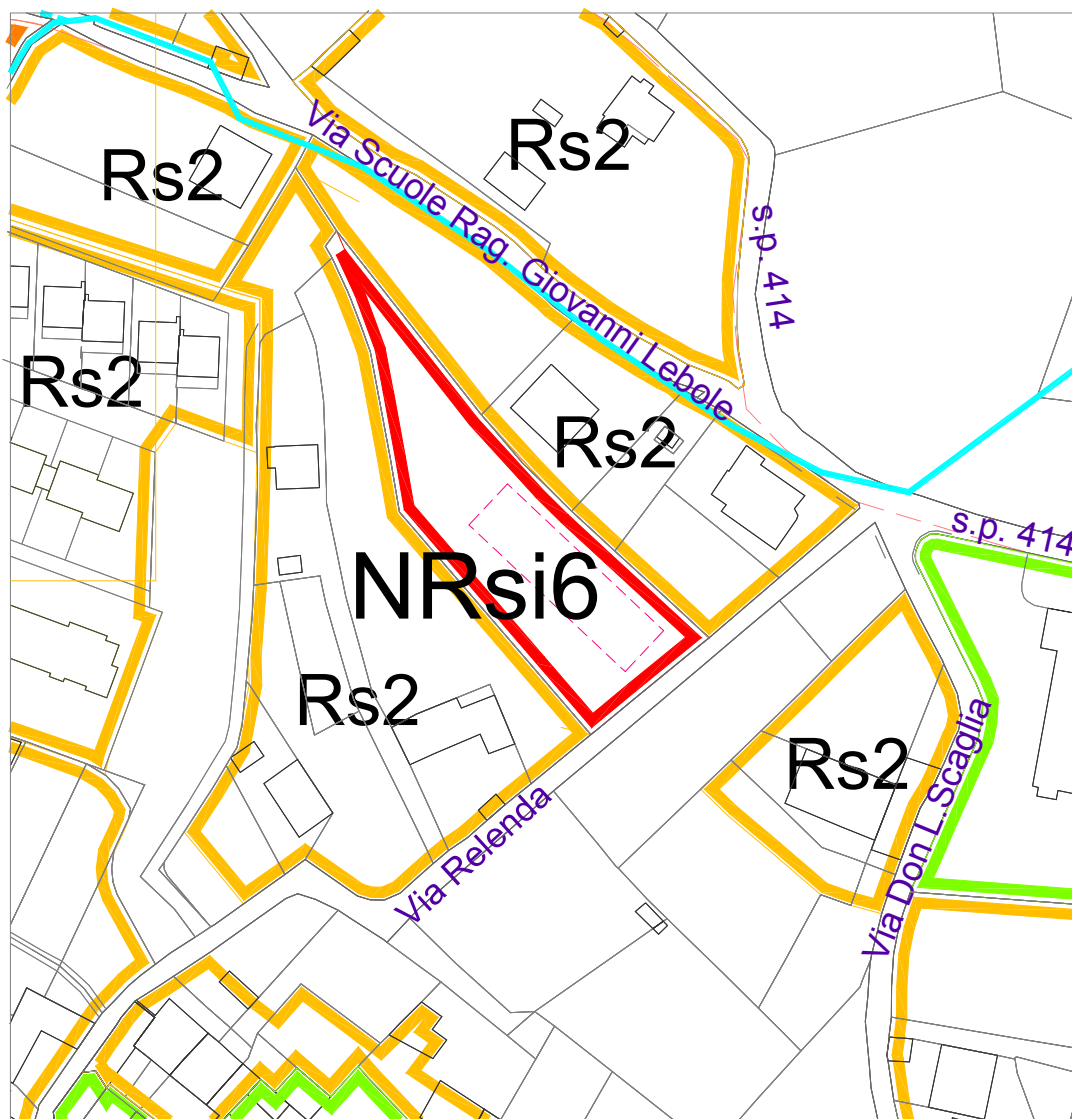 Via Scuole Rag. Giovanni Lebole
Rs2
Rs2
s.p. 414
Rs2
Rs2
s.p. 414
NRsi6
Rs2
Rs2
Via Relenda
Via Don L.Scaglia